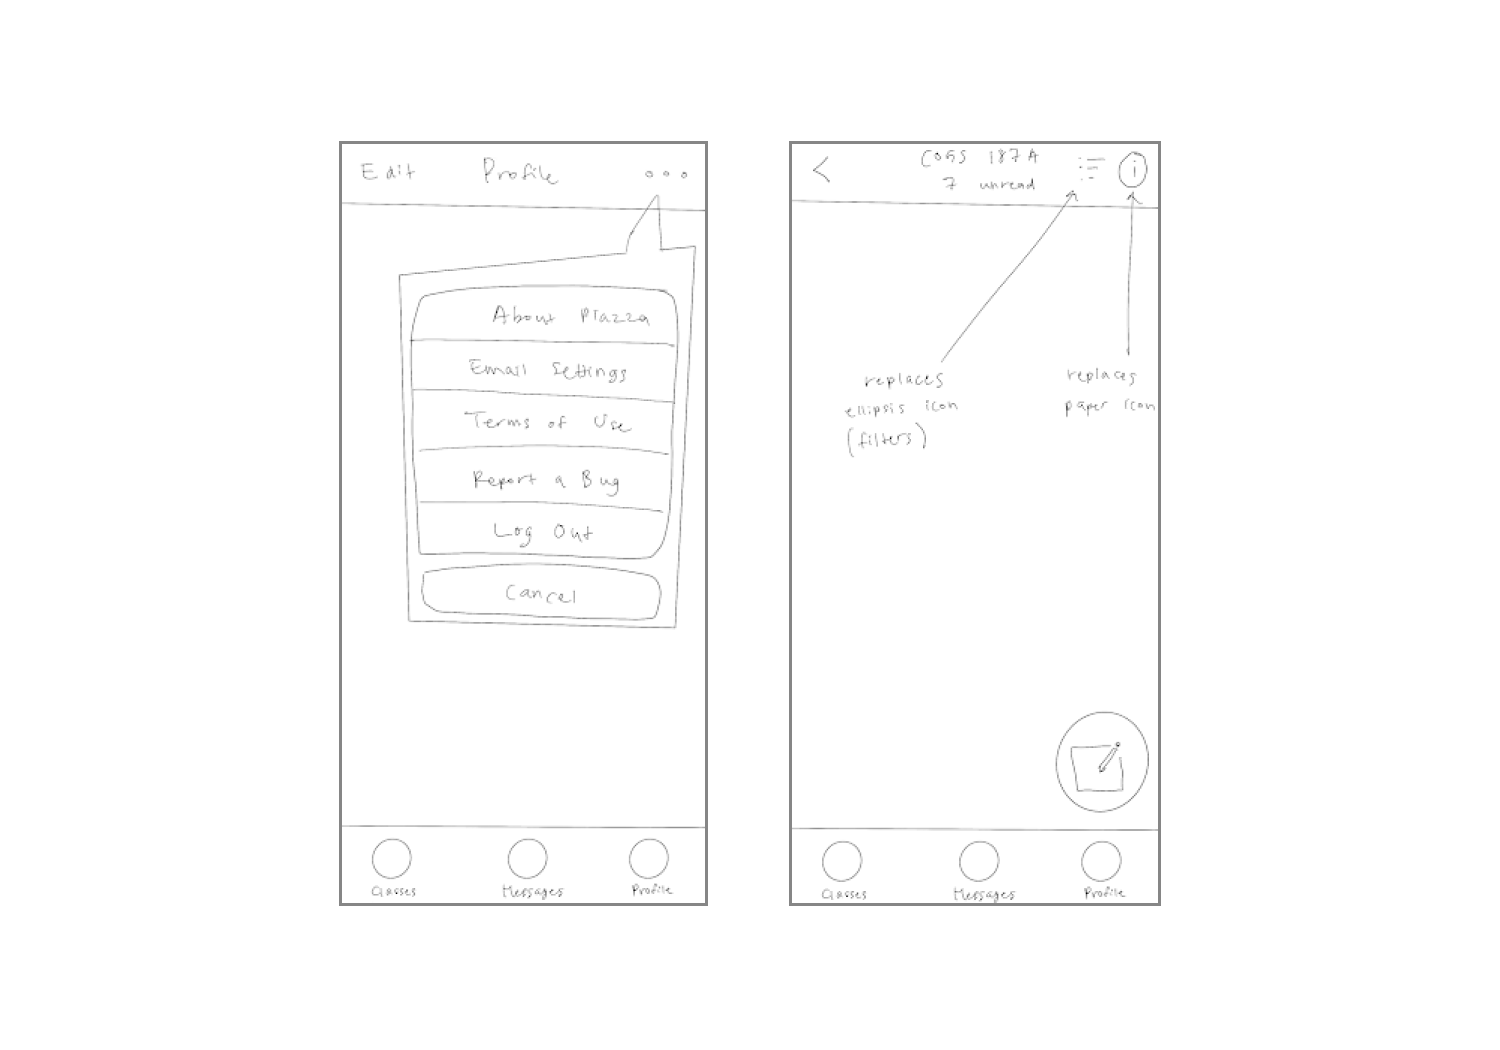 Edit Profile
About Piazza
Email Settings
Terms of Use
Report a Bug
Log Out
Cancel
Classes Messages Profile
COGS 187A
7 unread
i
replaces
ellipsis icon
(filters)
replaces
paper icon
Classes Messages Profile